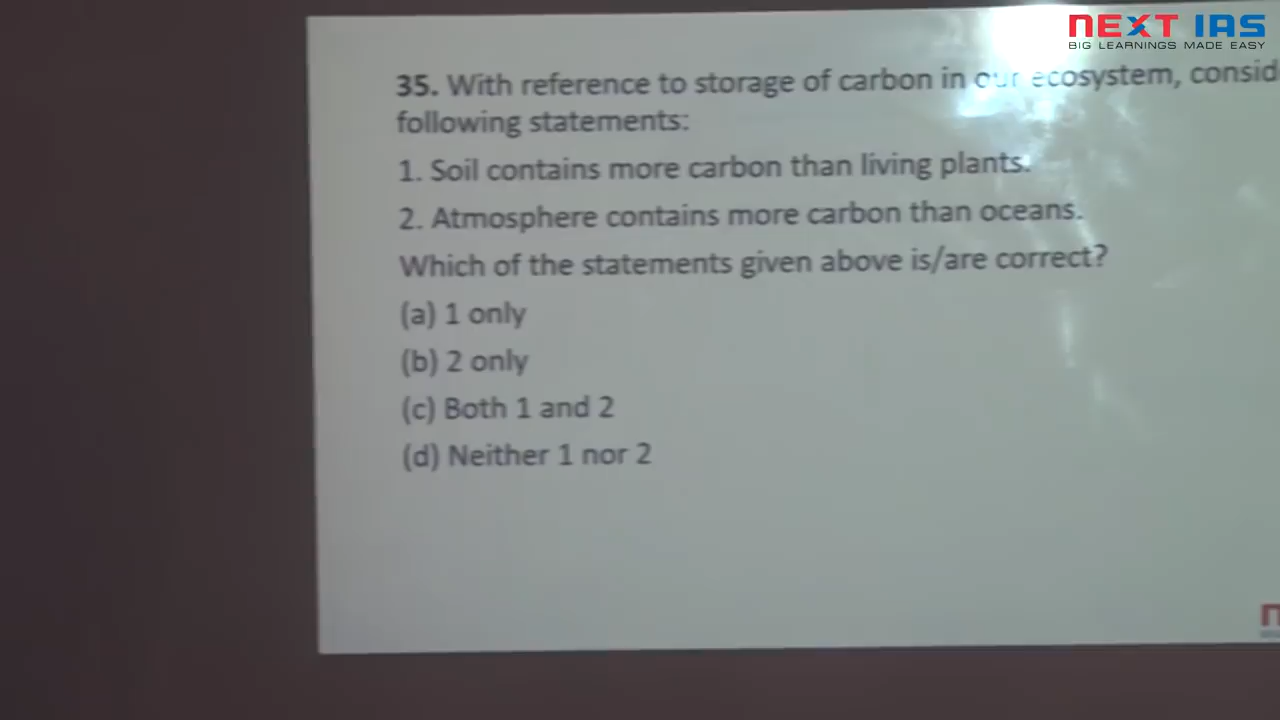 NEXT IAS
BIG LEARNINGS MADE EASY
35. With reference to storage of carbon in our ecosystem, consid
following statements:
1. Soil contains more carbon than living plants.
2. Atmosphere contains more carbon than oceans.
Which of the statements given above is/are correct?
(a) 1 only
(b) 2 only
(c) Both 1 and 2
(d) Neither 1 nor 2